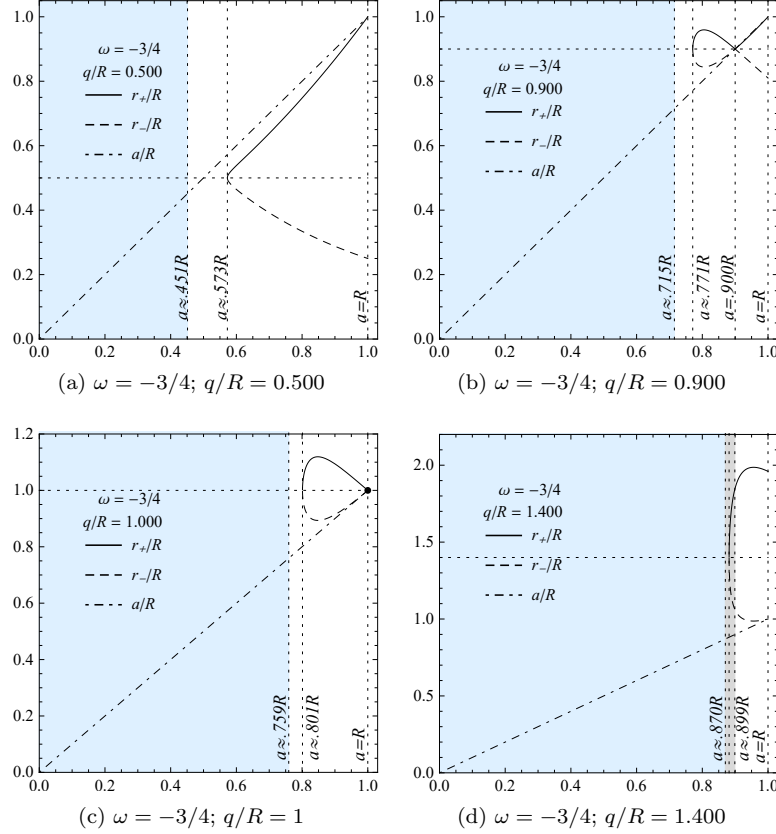 1.0
0.8
0.6
0.4
0.2
0.0
ω = −3/4
q/R = 0.500
r₊/R
r₋/R
a/R
a≈.451R
a≈.573R
a=R
0.0 0.2 0.4 0.6 0.8 1.0
(a) ω = −3/4; q/R = 0.500
1.0
0.8
0.6
0.4
0.2
0.0
ω = −3/4
q/R = 0.900
r₊/R
r₋/R
a/R
a≈.715R
a≈.771R
a=.900R
a=R
0.0 0.2 0.4 0.6 0.8 1.0
(b) ω = −3/4; q/R = 0.900
1.2
1.0
0.8
0.6
0.4
0.2
0.0
ω = −3/4
q/R = 1.000
r₊/R
r₋/R
a/R
a≈.759R
a≈.801R
a=R
0.0 0.2 0.4 0.6 0.8 1.0
(c) ω = −3/4; q/R = 1
2.0
1.5
1.0
0.5
0.0
ω = −3/4
q/R = 1.400
r₊/R
r₋/R
a/R
a≈.870R
a≈.899R
a=R
0.0 0.2 0.4 0.6 0.8 1.0
(d) ω = −3/4; q/R = 1.400